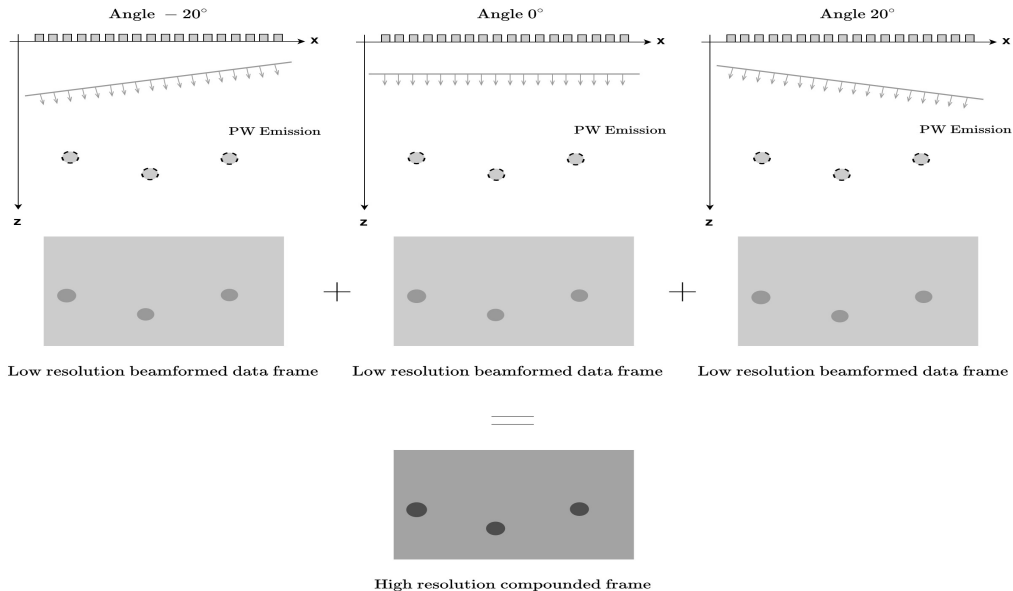 Angle − 20°
Angle 0°
Angle 20°
x
x
x
PW Emission
PW Emission
PW Emission
z
z
z
Low resolution beamformed data frame
Low resolution beamformed data frame
Low resolution beamformed data frame
High resolution compounded frame